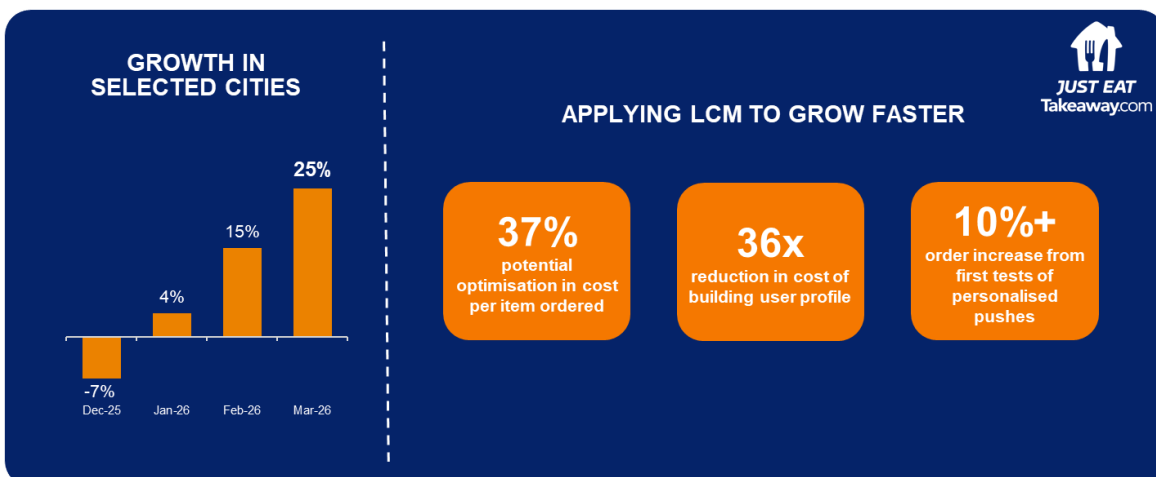 GROWTH IN
SELECTED CITIES
25%
15%
4%
-7%
Dec-25
Jan-26
Feb-26
Mar-26
JUST EAT
Takeaway.com
APPLYING LCM TO GROW FASTER
37%
potential
optimisation in cost
per item ordered
36x
reduction in cost of
building user profile
10%+
order increase from
first tests of
personalised
pushes